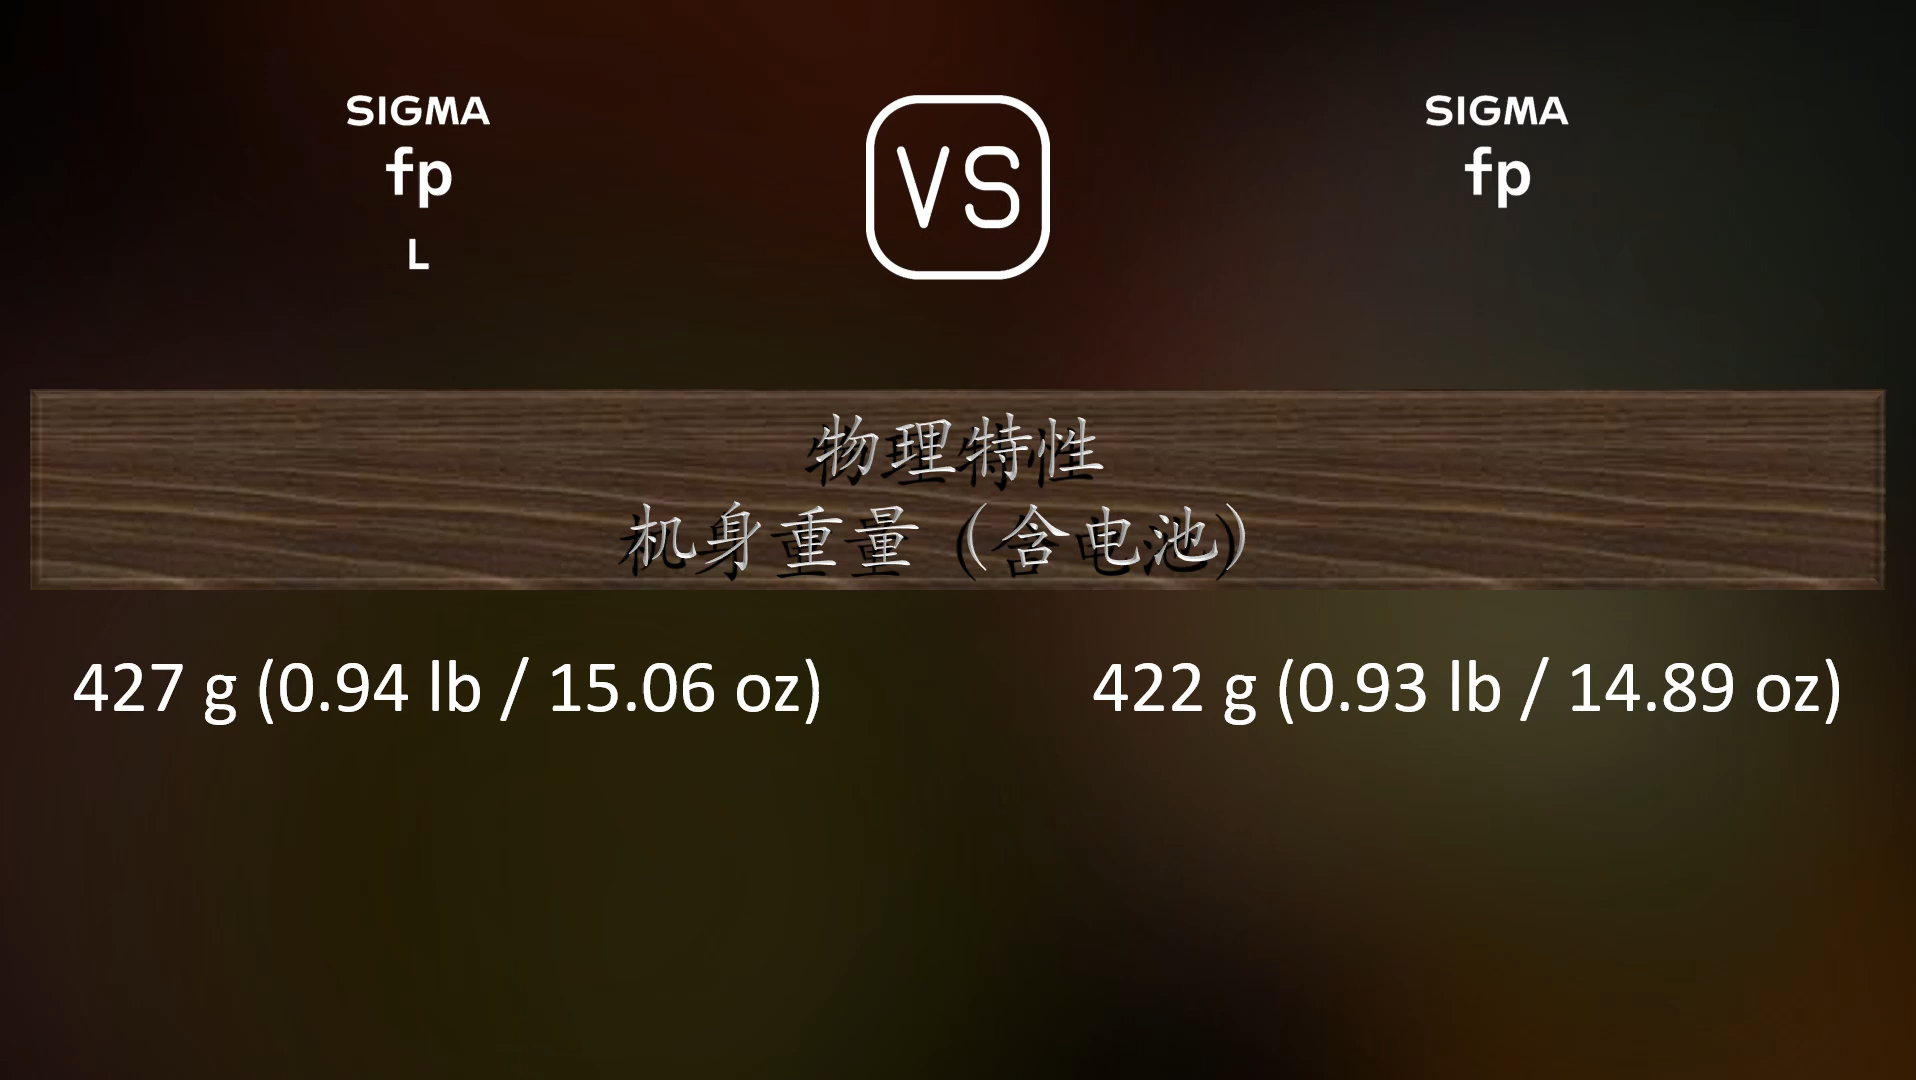 SIGMA
fp
L
VS
SIGMA
fp
物理特性
机身重量（含电池）
427 g (0.94 lb / 15.06 oz)
422 g (0.93 lb / 14.89 oz)